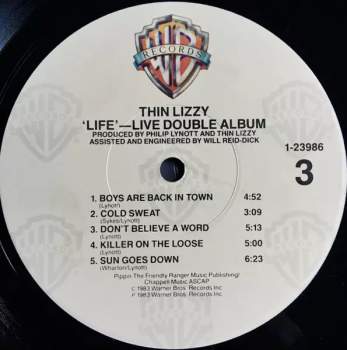 WB
RECORDS
THIN LIZZY
'LIFE'—LIVE DOUBLE ALBUM
PRODUCED BY PHILIP LYNOTT AND THIN LIZZY
ASSISTED AND ENGINEERED BY WILL REID-DICK
1-23986
3
1. BOYS ARE BACK IN TOWN 4:52
(Lynott)
2. COLD SWEAT 3:09
(Sykes/Lynott)
3. DON'T BELIEVE A WORD 5:13
(Lynott)
4. KILLER ON THE LOOSE 5:00
(Lynott)
5. SUN GOES DOWN 6:23
(Wharton/Lynott)
Pippin-The Friendly Ranger Music Publishing/
Chappell Music ASCAP
© 1983 Warner Bros. Records Inc
℗ 1983 Warner Bros. Records Inc